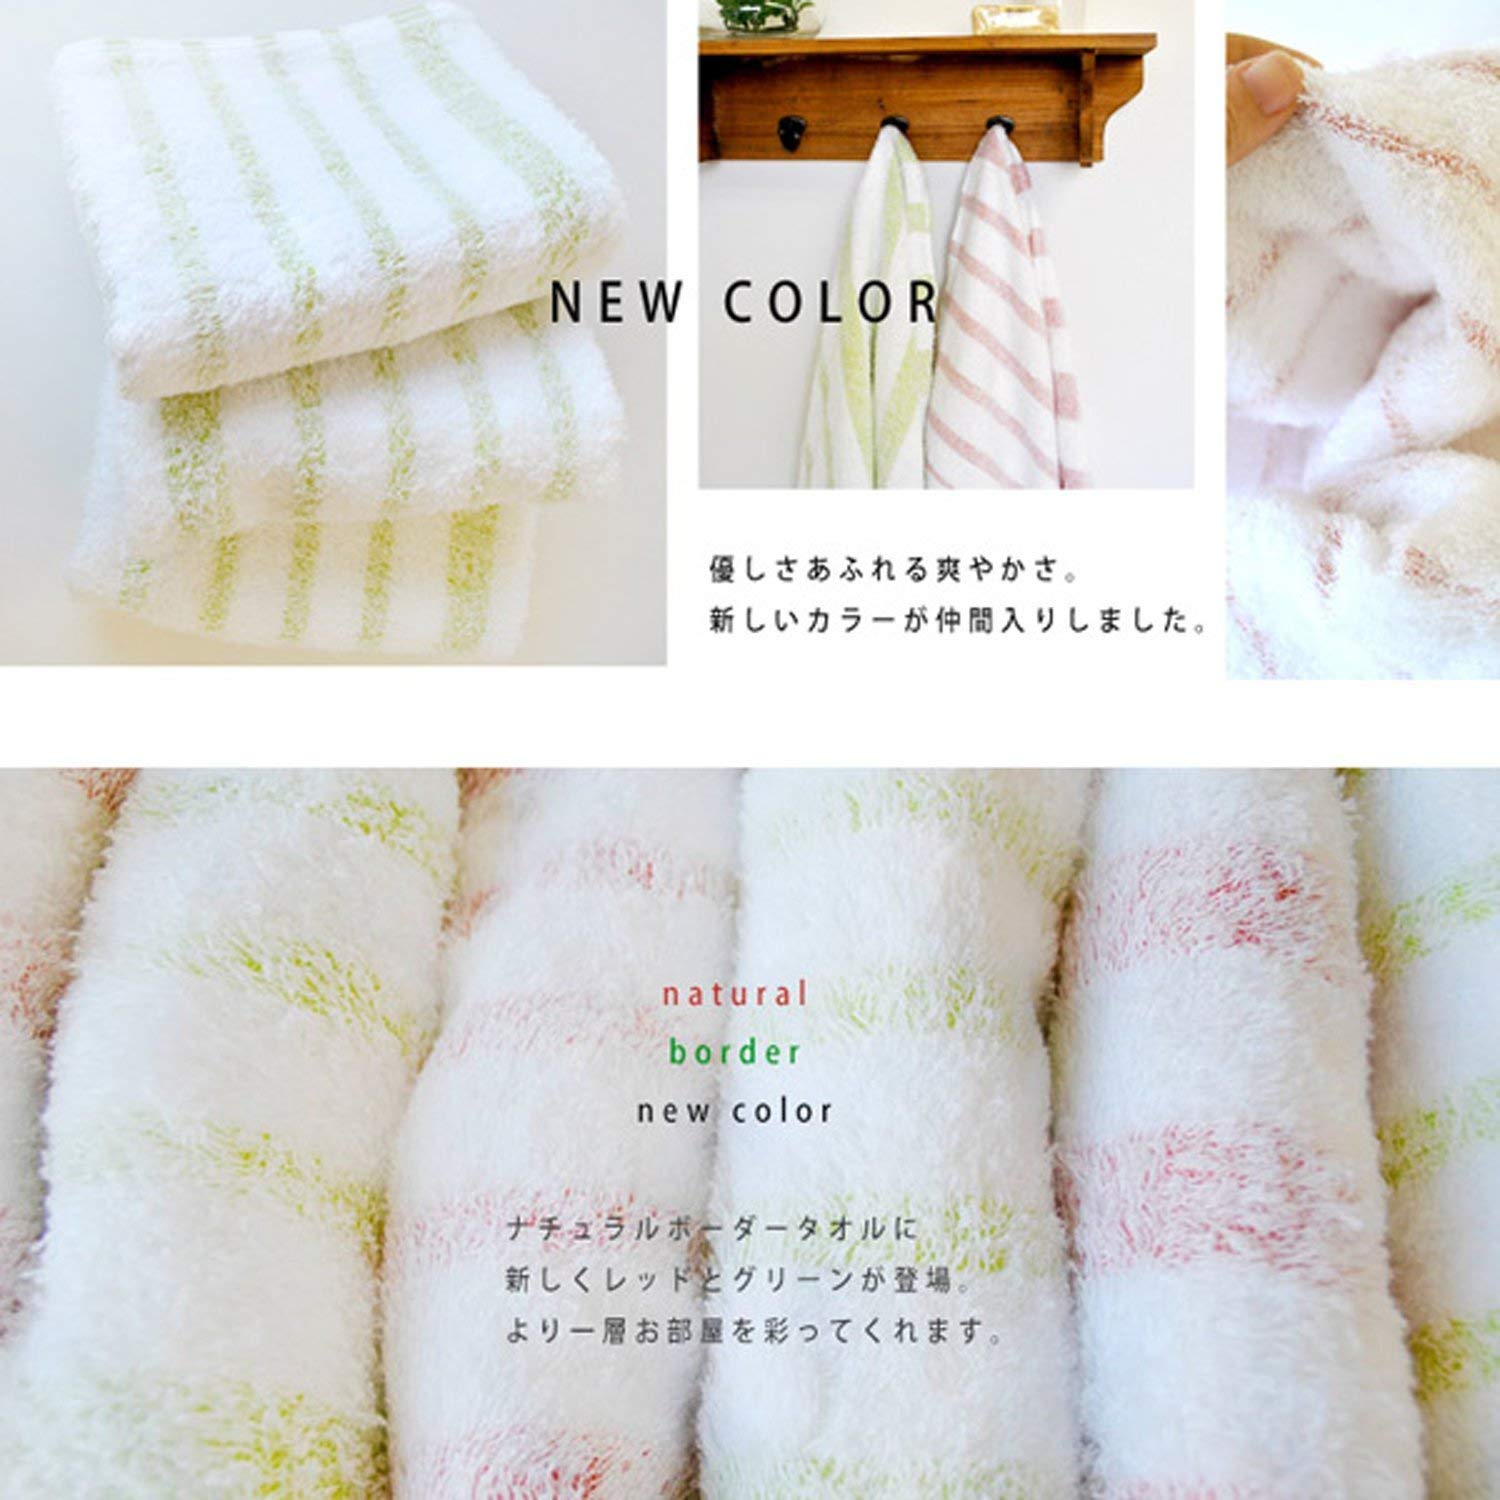 NEW COLOR
優しさあふれる爽やかさ。
新しいカラーが仲間入りしました。
natural
border
new color
ナチュラルボーダータオルに
新しくレッドとグリーンが登場。
より一層お部屋を彩ってくれます。